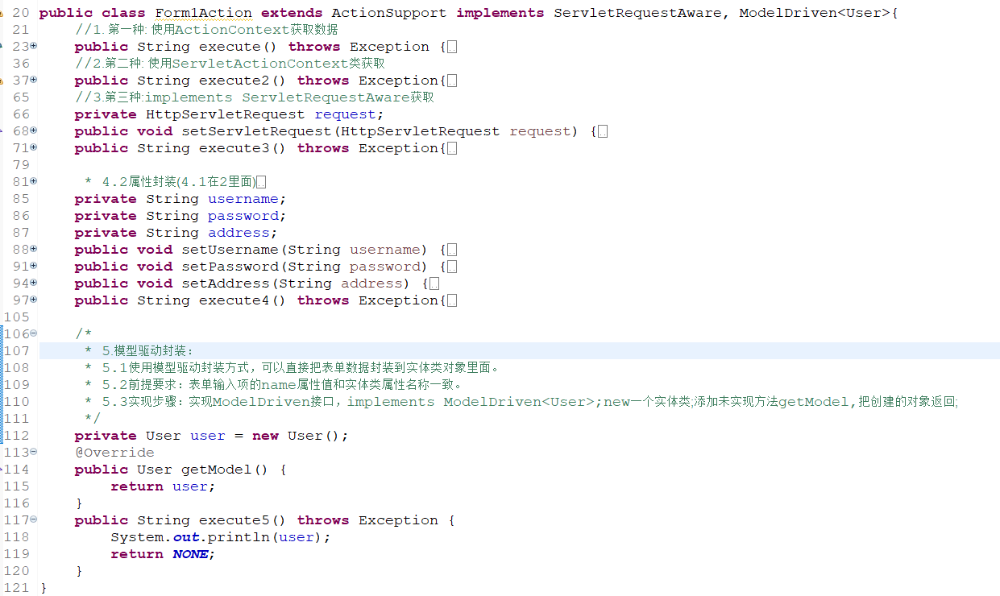 20 public class Form1Action extends ActionSupport implements ServletRequestAware, ModelDriven<User>{
21     //1. 第一种: 使用ActionContext获取数据
23     public String execute() throws Exception {..
36     //2.第二种: 使用ServletActionContext类获取
37     public String execute2() throws Exception{..
65     //3.第三种:implements ServletRequestAware获取
66     private HttpServletRequest request;
68     public void setServletRequest(HttpServletRequest request) {..
71     public String execute3() throws Exception{..
79
81      * 4.2属性封装(4.1在2里面)..
85     private String username;
86     private String password;
87     private String address;
88     public void setUsername(String username) {..
91     public void setPassword(String password) {..
94     public void setAddress(String address) {..
97     public String execute4() throws Exception{..
105
106     /*
107      * 5.模型驱动封装：
108      * 5.1使用模型驱动封装方式，可以直接把表单数据封装到实体类对象里面。
109      * 5.2前提要求：表单输入项的name属性值和实体类属性名称一致。
110      * 5.3实现步骤：实现ModelDriven接口，implements ModelDriven<User>;new一个实体类;添加未实现方法getModel,把创建的对象返回;
111      */
112     private User user = new User();
113     @Override
114     public User getModel() {
115         return user;
116     }
117     public String execute5() throws Exception {
118         System.out.println(user);
119         return NONE;
120     }
121 }